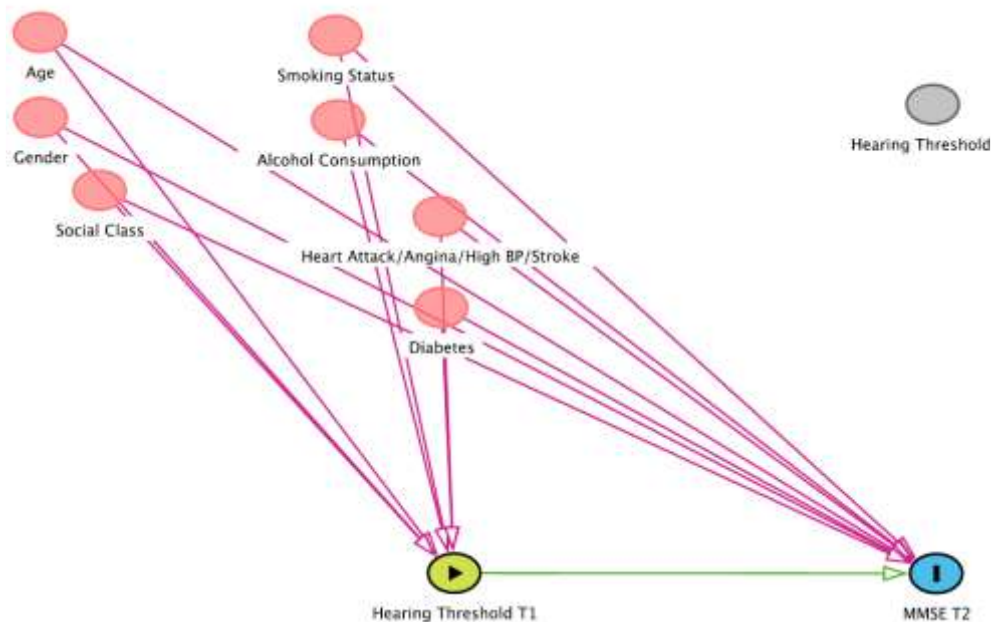 Age
Smoking Status
Gender
Alcohol Consumption
Hearing Threshold
Social Class
Heart Attack/Angina/High BP/Stroke
Diabetes
Hearing Threshold T1
MMSE T2